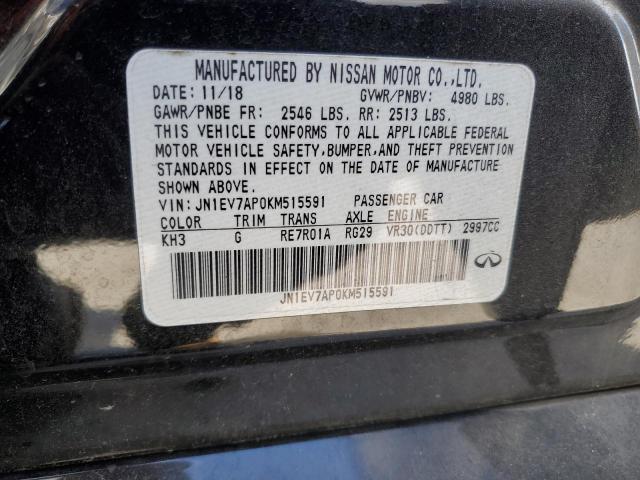 MANUFACTURED BY NISSAN MOTOR CO.,LTD.
DATE: 11/18 GVWR/PNBV: 4980 LBS.
GAWR/PNBE FR: 2546 LBS. RR: 2513 LBS.
THIS VEHICLE CONFORMS TO ALL APPLICABLE FEDERAL
MOTOR VEHICLE SAFETY,BUMPER,AND THEFT PREVENTION
STANDARDS IN EFFECT ON THE DATE OF MANUFACTURE
SHOWN ABOVE.
VIN: JN1EV7AP0KM515591 PASSENGER CAR
COLOR TRIM TRANS AXLE ENGINE
KH3 G RE7R01A RG29 VR30(DDTT) 2997CC
JN1EV7AP0KM515591